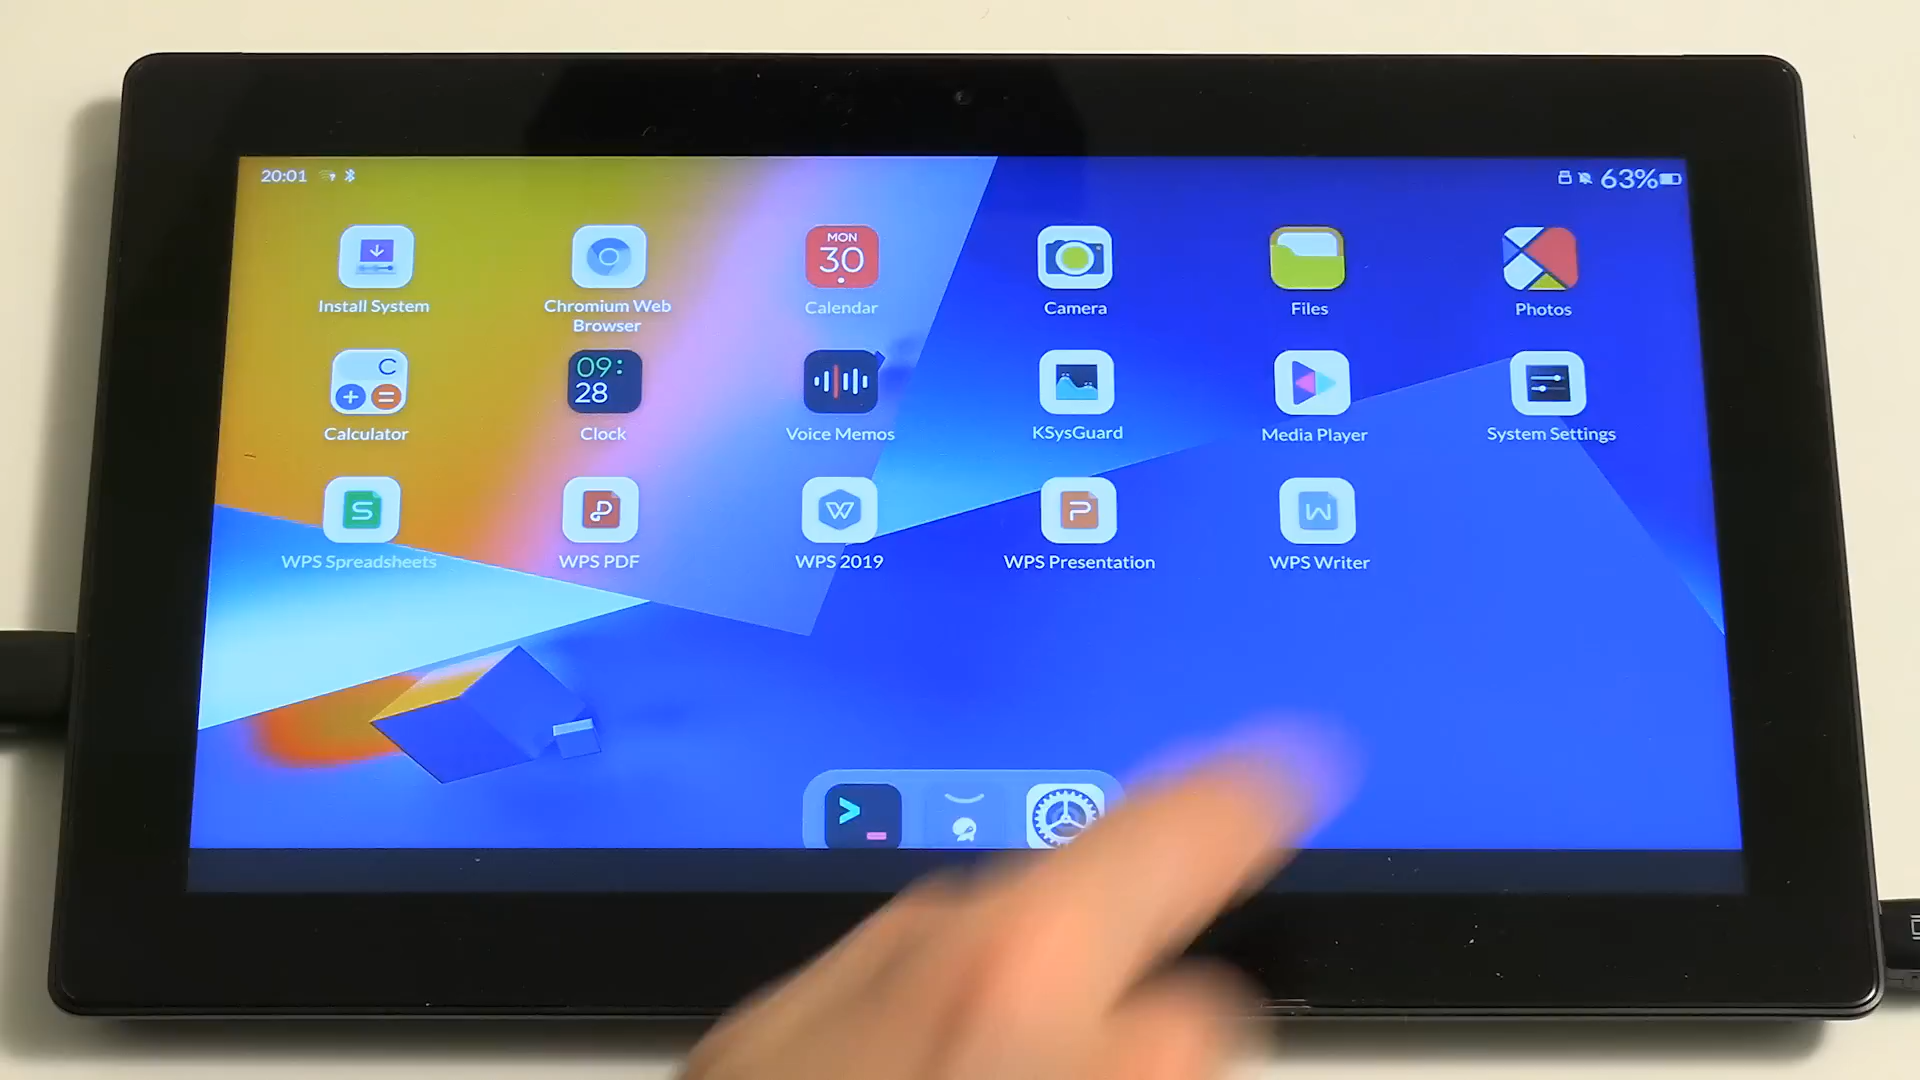 20:01
63%
MON
30
Install System
Chromium Web
Browser
Calendar
Camera
Files
Photos
C
09:
28
Calculator
Clock
Voice Memos
KSysGuard
Media Player
System Settings
S
P
W
P
W
WPS Spreadsheets
WPS PDF
WPS 2019
WPS Presentation
WPS Writer